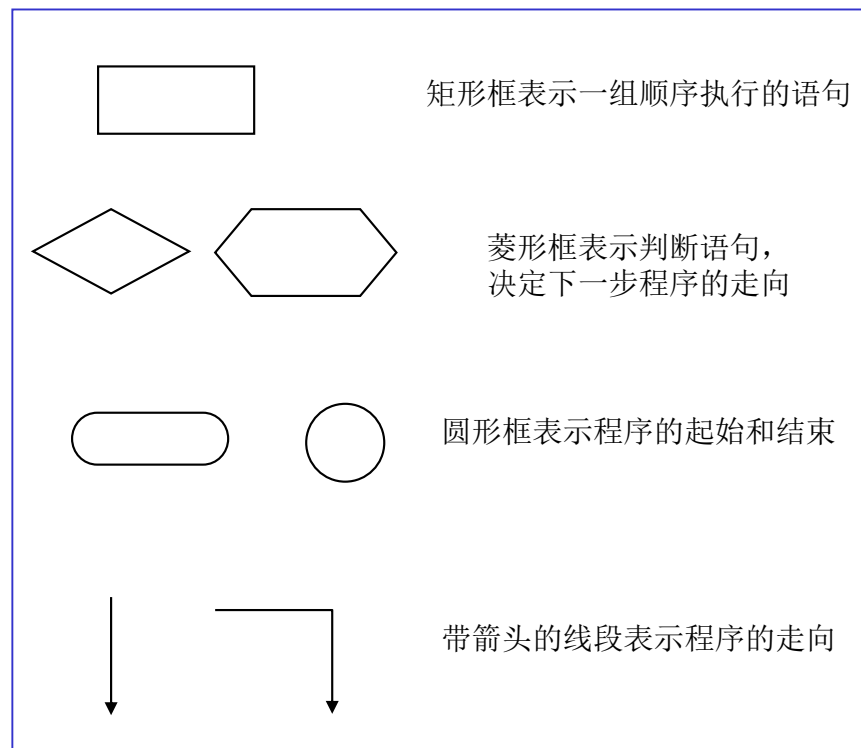 矩形框表示一组顺序执行的语句
菱形框表示判断语句，
决定下一步程序的走向
圆形框表示程序的起始和结束
带箭头的线段表示程序的走向